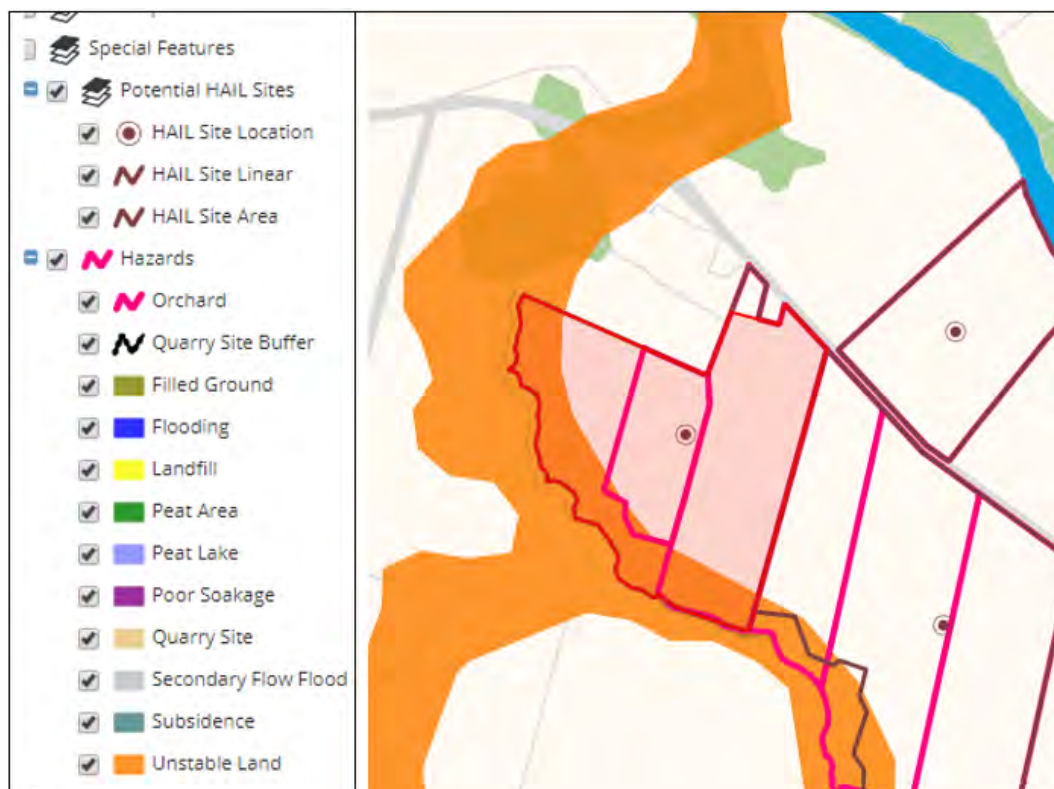 Special Features
Potential HAIL Sites
HAIL Site Location
HAIL Site Linear
HAIL Site Area
Hazards
Orchard
Quarry Site Buffer
Filled Ground
Flooding
Landfill
Peat Area
Peat Lake
Poor Soakage
Quarry Site
Secondary Flow Flood
Subsidence
Unstable Land